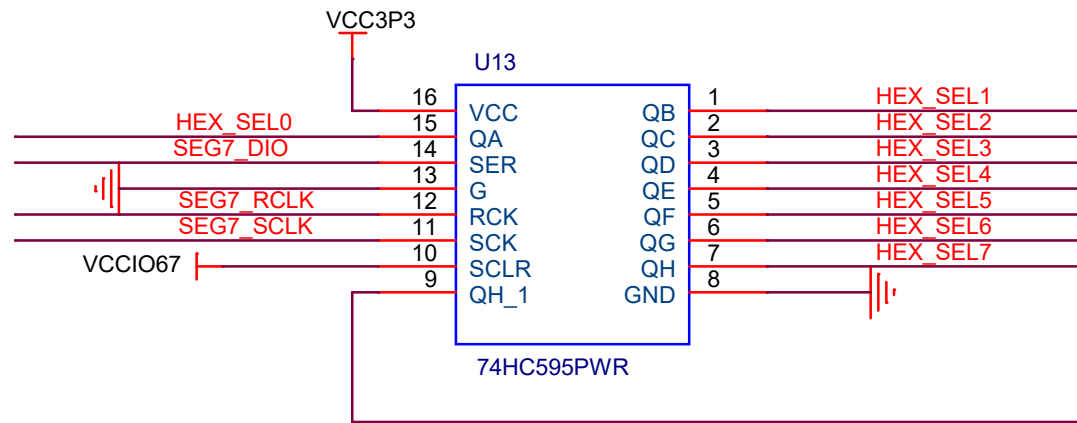 VCC3P3
U13
16 VCC QB 1 HEX_SEL1
HEX_SEL0 15 QA QC 2 HEX_SEL2
SEG7_DIO 14 SER QD 3 HEX_SEL3
13 G QE 4 HEX_SEL4
SEG7_RCLK 12 RCK QF 5 HEX_SEL5
SEG7_SCLK 11 SCK QG 6 HEX_SEL6
VCCIO67 10 SCLR QH 7 HEX_SEL7
9 QH_1 GND 8
74HC595PWR